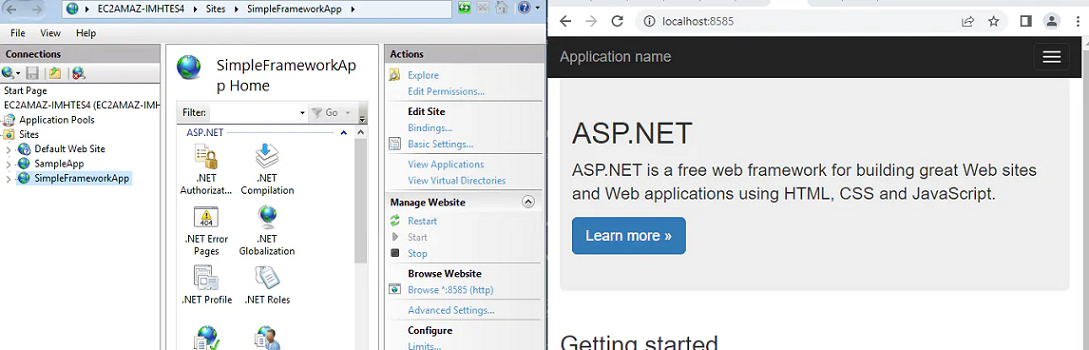 EC2AMAZ-IMHTES4 Sites SimpleFrameworkApp
File View Help
Connections
Start Page
EC2AMAZ-IMHTES4 (EC2AMAZ-IMH
Application Pools
Sites
Default Web Site
SampleApp
SimpleFrameworkApp
SimpleFrameworkAp
p Home
Filter: Go
ASP.NET
.NET
Authorizat...
.NET
Compilation
.NET Error
Pages
.NET
Globalization
.NET Profile
.NET Roles
404
Actions
Explore
Edit Permissions...
Edit Site
Bindings...
Basic Settings...
View Applications
View Virtual Directories
Manage Website
Restart
Start
Stop
Browse Website
Browse *:8585 (http)
Advanced Settings...
Configure
Limits...
localhost:8585
Application name
ASP.NET
ASP.NET is a free web framework for building great Web sites
and Web applications using HTML, CSS and JavaScript.
Learn more »
Getting started